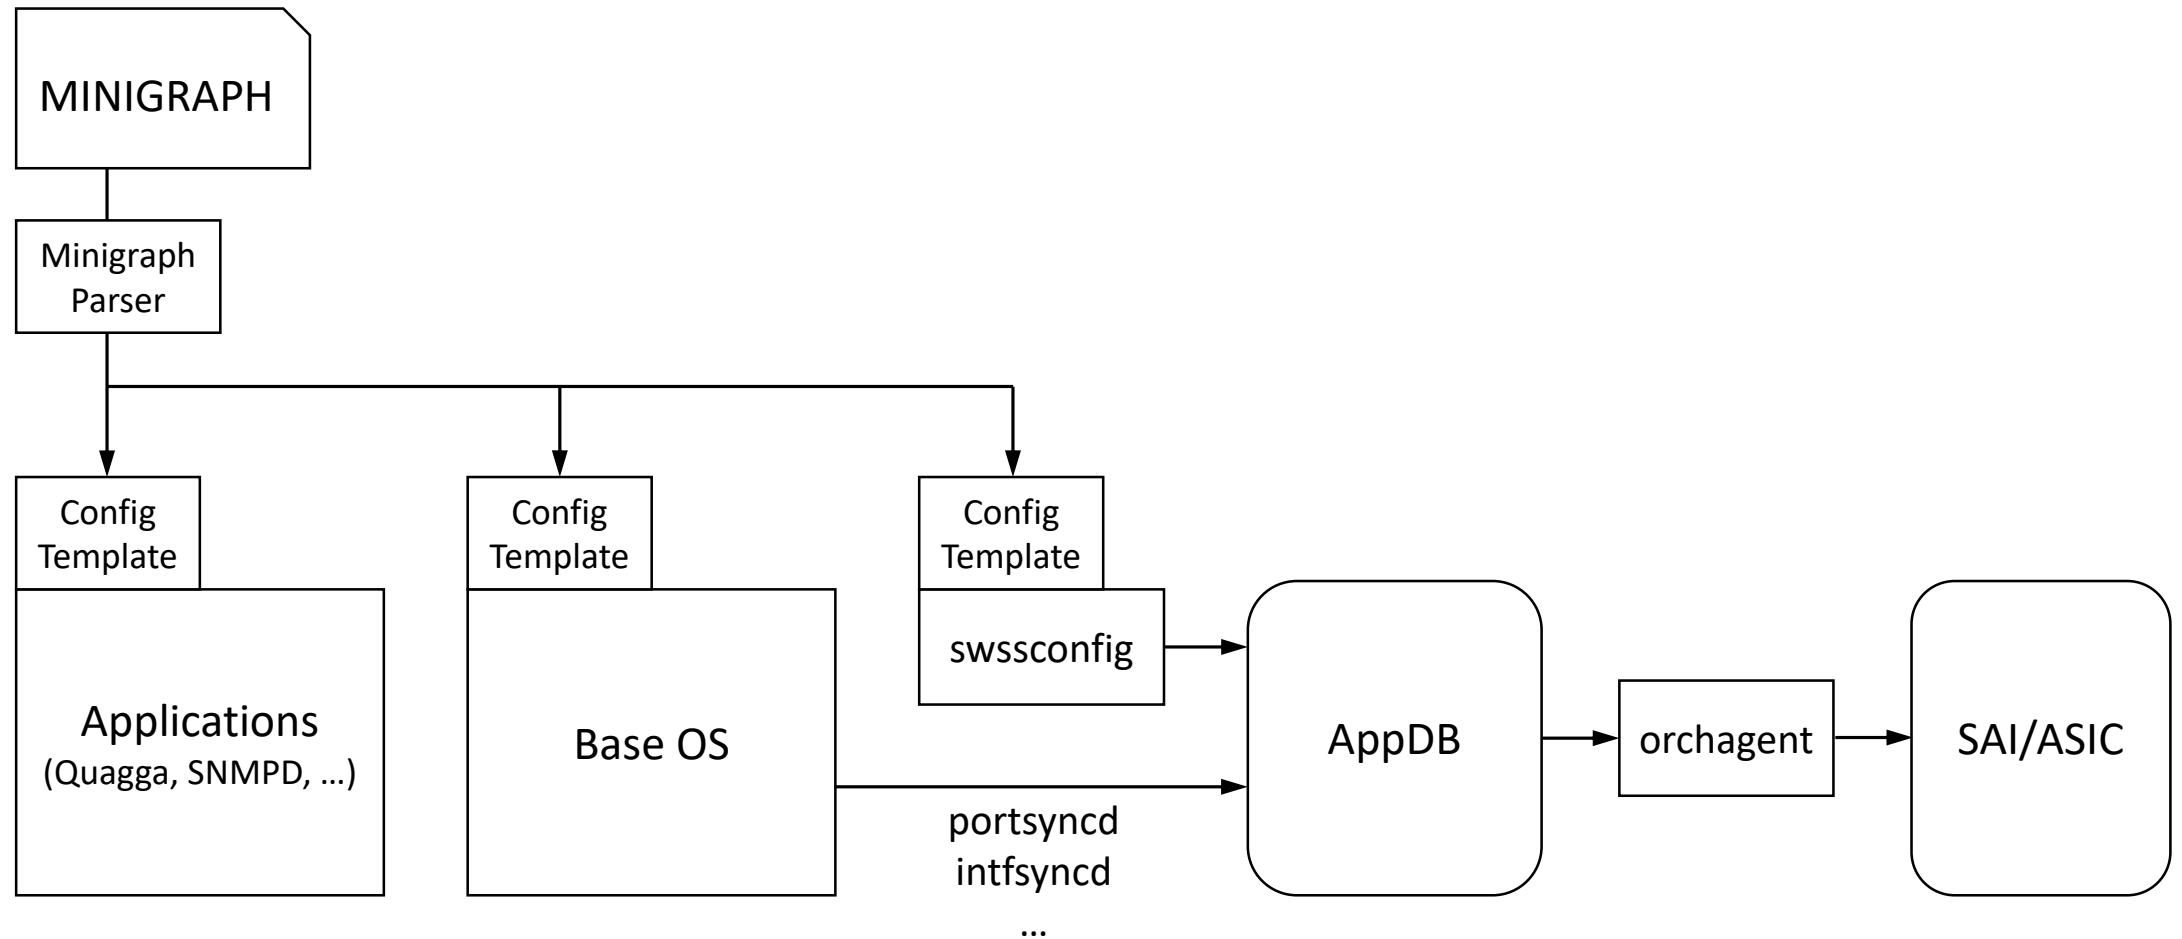 MINIGRAPH
Minigraph
Parser
Config
Template
Config
Template
Config
Template
Applications
(Quagga, SNMPD, ...)
Base OS
swssconfig
portsyncd
intfsyncd
...
AppDB
orchagent
SAI/ASIC